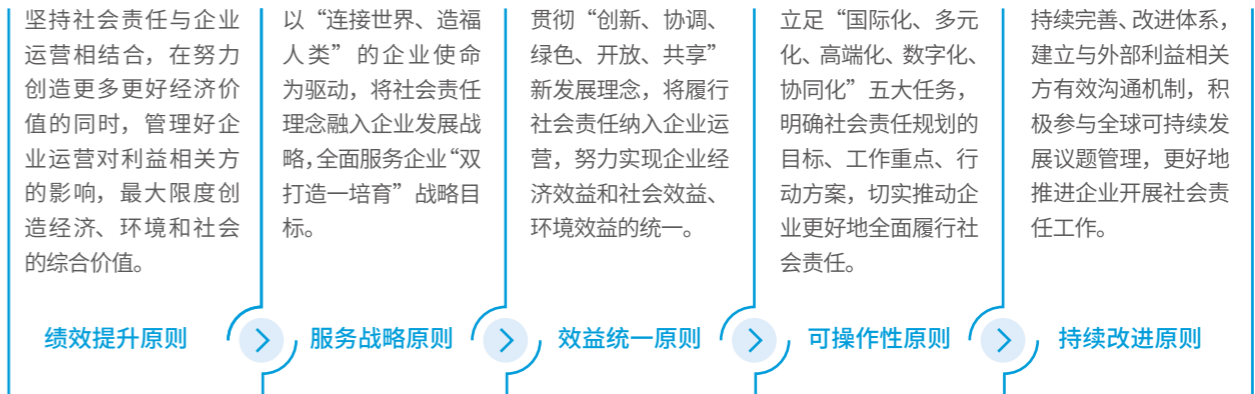 坚持社会责任与企业
运营相结合，在努力
创造更多更好经济价
值的同时，管理好企
业运营对利益相关方
的影响，最大限度创
造经济、环境和社会
的综合价值。
绩效提升原则
以“连接世界、造福
人类”的企业使命
为驱动，将社会责任
理念融入企业发展战
略，全面服务企业“双
打造一培育”战略目
标。
服务战略原则
贯彻“创新、协调、
绿色、开放、共享”
新发展理念，将履行
社会责任纳入企业运
营，努力实现企业经
济效益和社会效益、
环境效益的统一。
效益统一原则
立足“国际化、多元
化、高端化、数字化、
协同化”五大任务，
明确社会责任规划的
目标、工作重点、行
动方案，切实推动企
业更好地全面履行社
会责任。
可操作性原则
持续完善、改进体系，
建立与外部利益相关
方有效沟通机制，积
极参与全球可持续发
展议题管理，更好地
推进企业开展社会责
任工作。
持续改进原则